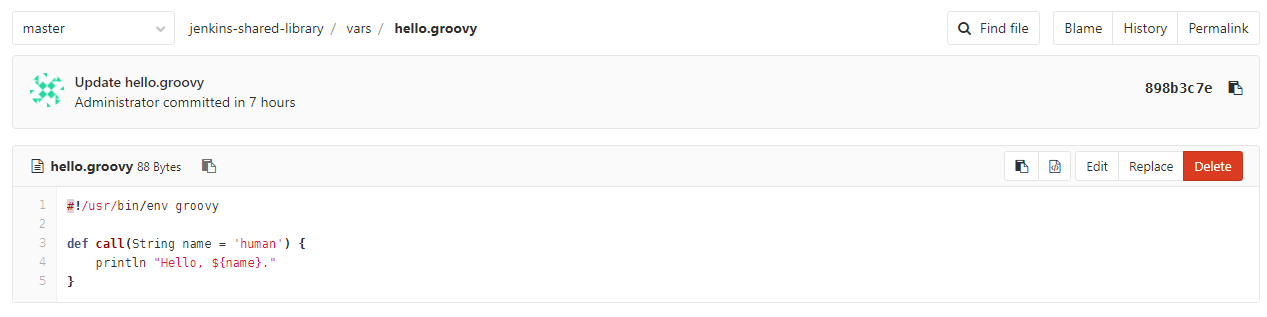 master jenkins-shared-library / vars / hello.groovy Find file Blame History Permalink
Update hello.groovy
Administrator committed in 7 hours
898b3c7e
hello.groovy 88 Bytes Edit Replace Delete
1 #!/usr/bin/env groovy
2
3 def call(String name = 'human') {
4 println "Hello, ${name}."
5 }